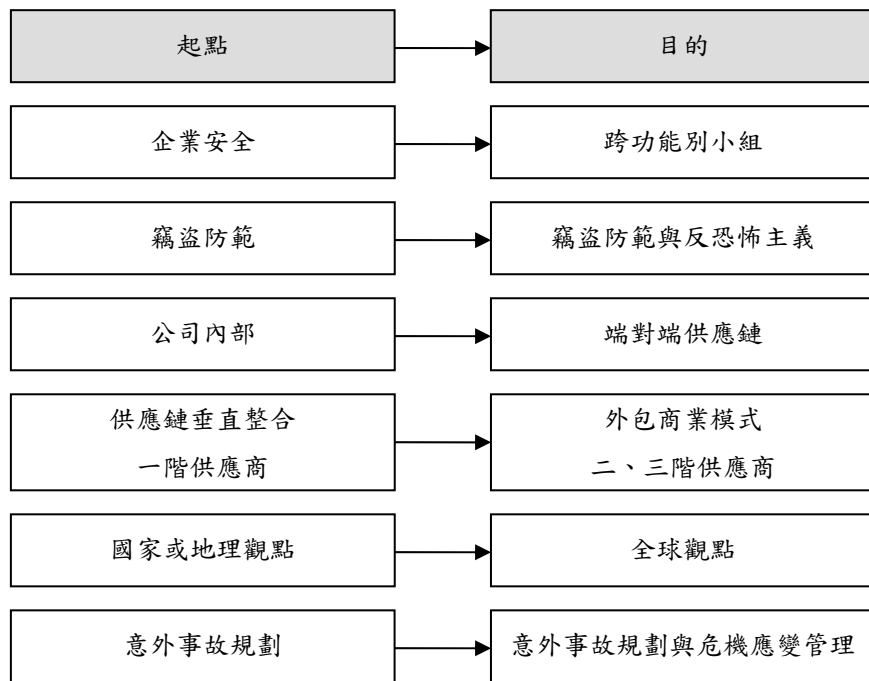 起點
目的
企業安全
跨功能別小組
竊盜防範
竊盜防範與反恐怖主義
公司內部
端對端供應鏈
供應鏈垂直整合
一階供應商
外包商業模式
二、三階供應商
國家或地理觀點
全球觀點
意外事故規劃
意外事故規劃與危機應變管理